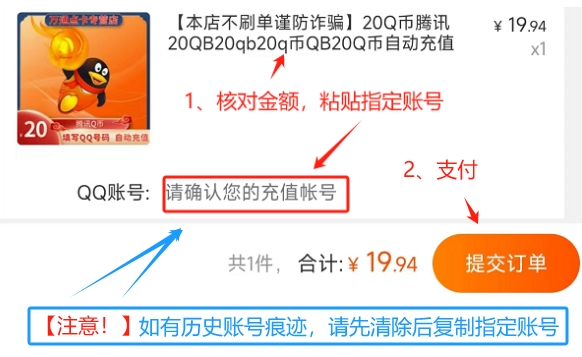 万通点卡专营店
.20
腾讯Q币
填写QQ号码 自动充值
【本店不刷单谨防诈骗】20Q币腾讯
20QB20qb20q币QB20Q币自动充值
¥ 19.94
x1
1、核对金额，粘贴指定账号
2、支付
QQ账号: 请确认您的充值帐号
共1件， 合计: ¥ 19.94
提交订单
【注意！】如有历史账号痕迹，请先清除后复制指定账号